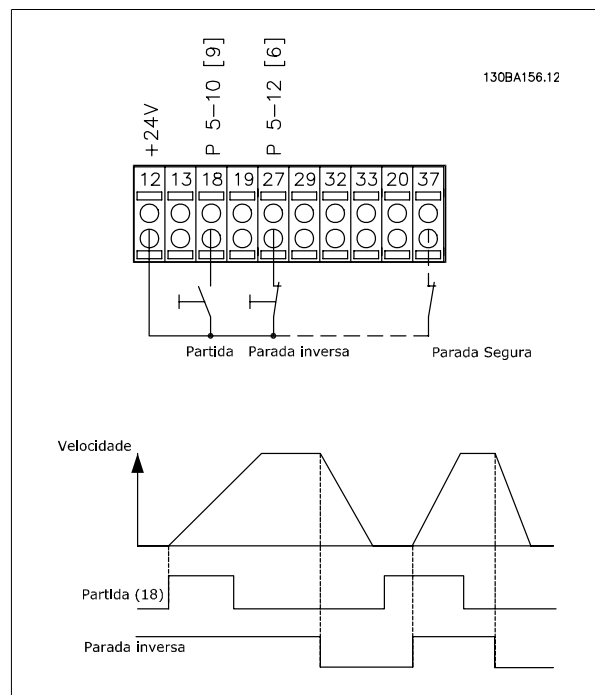 130BA156.12
+24V
P 5-10 [9]
P 5-12 [6]
12 13 18 19 27 29 32 33 20 37
Partida Parada inversa Parada Segura
Velocidade
Partida (18)
Parada inversa